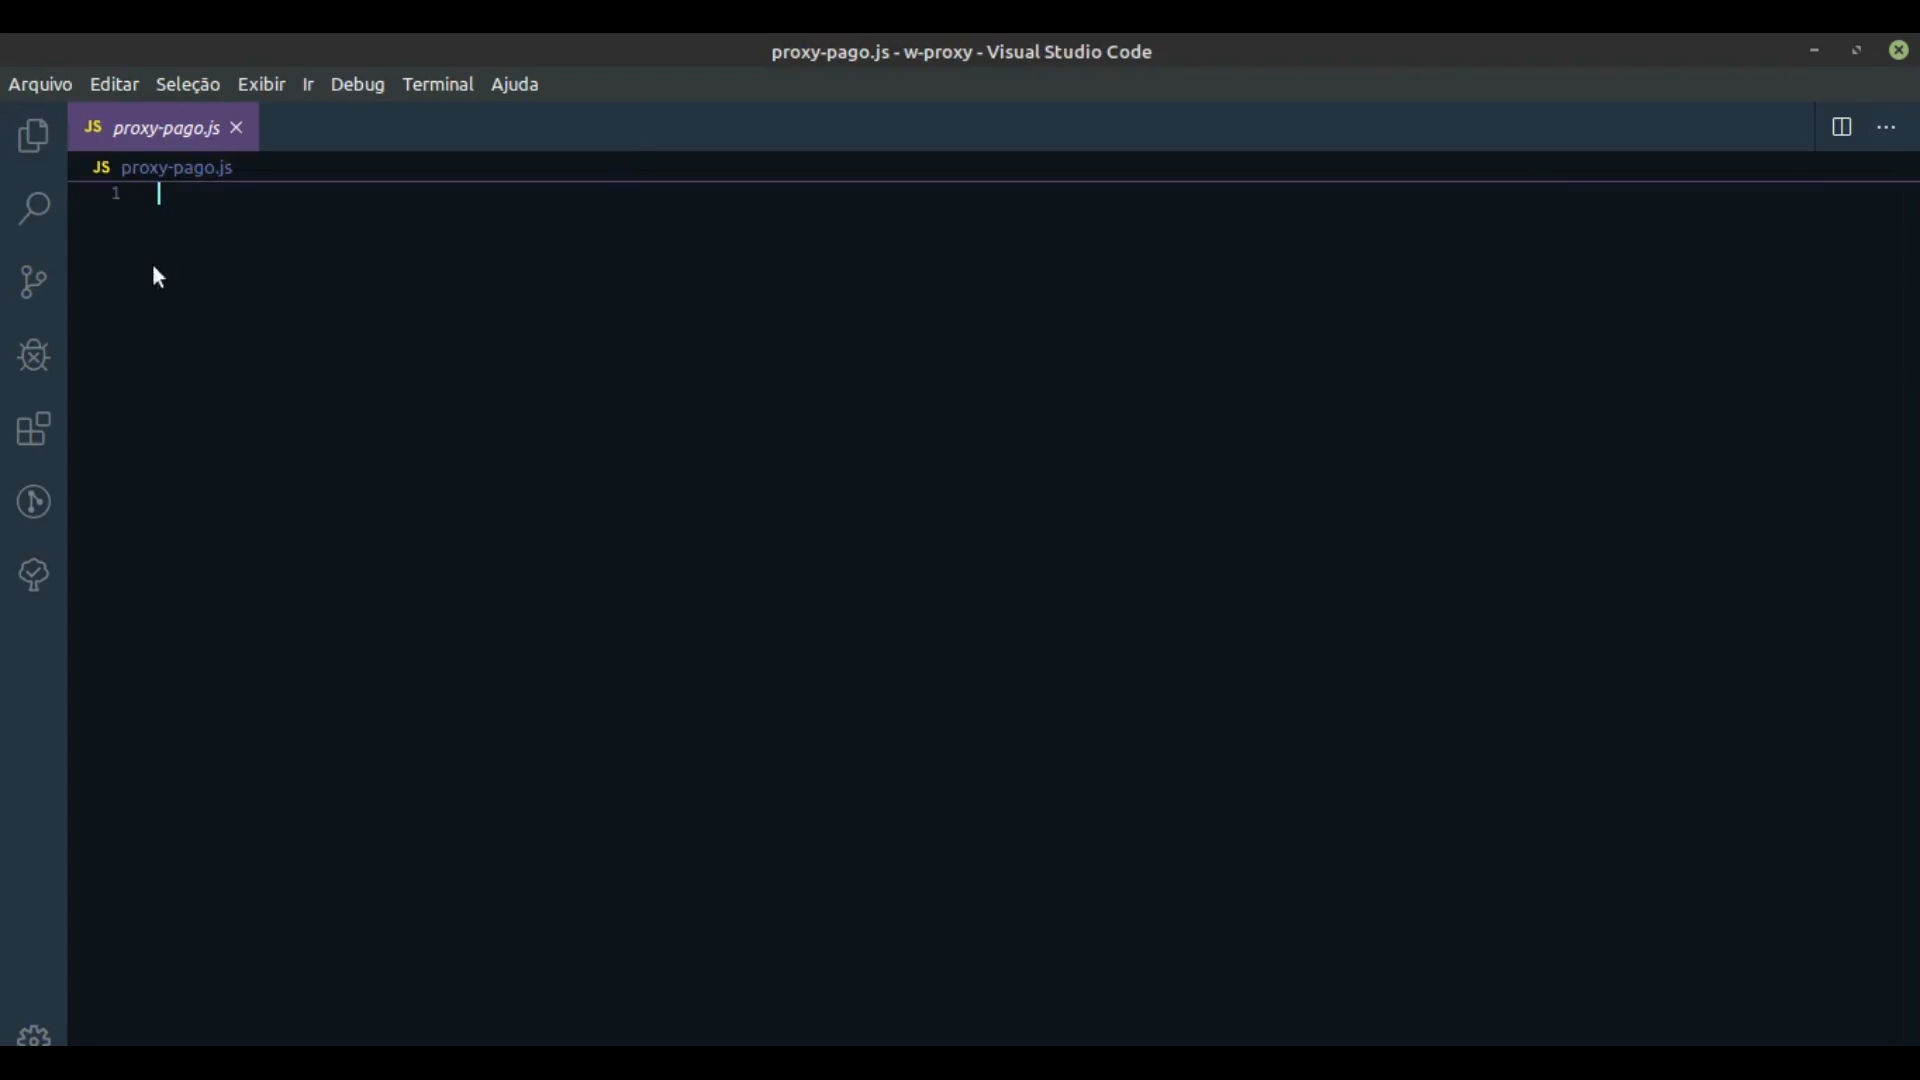 proxy-pago.js - w-proxy - Visual Studio Code
Arquivo Editar Seleção Exibir Ir Debug Terminal Ajuda
JS proxy-pago.js
JS proxy-pago.js
1